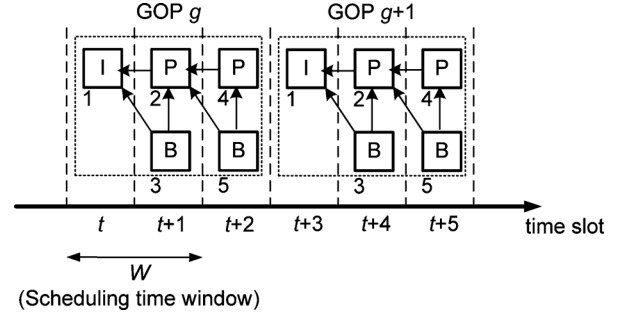 GOP g GOP g+1
I P P I P P
1 2 4 1 2 4
B B B B
3 5 3 5
t t+1 t+2 t+3 t+4 t+5 time slot
W
(Scheduling time window)